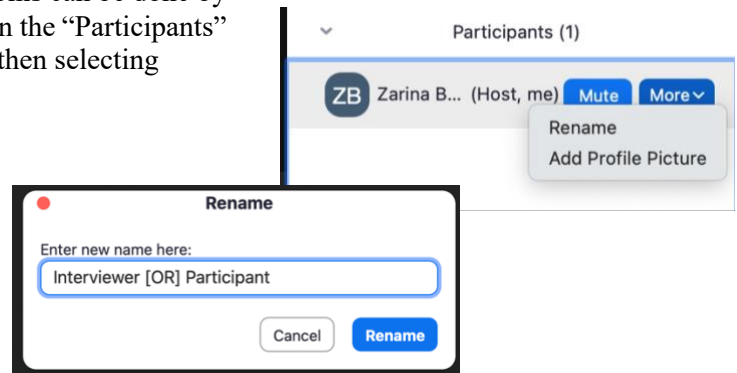 n the “Participants”
then selecting
Participants (1)
ZB Zarina B... (Host, me) Mute More
Rename
Add Profile Picture
Rename
Enter new name here:
Interviewer [OR] Participant
Cancel Rename